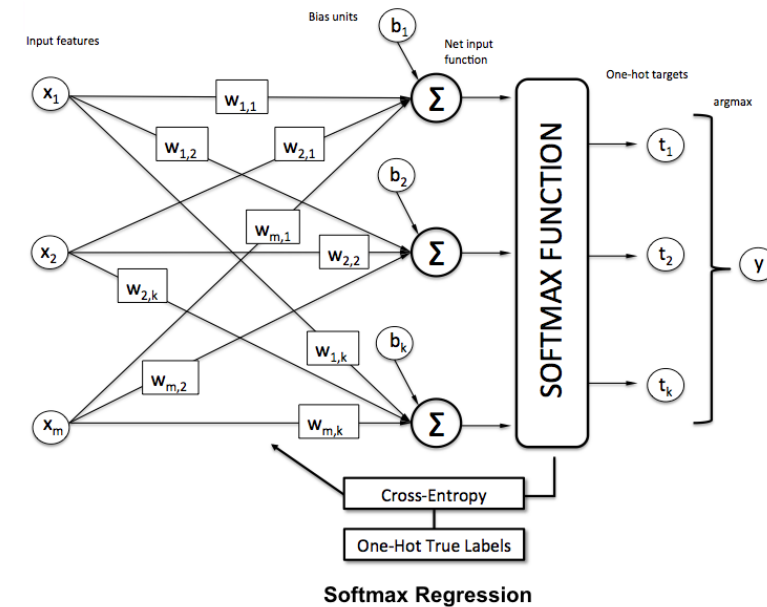 Input features
Bias units
Net input
function
One-hot targets
argmax
b1
b2
bk
x1
x2
xm
w1,1
w1,2
w2,1
wm,1
w2,2
w2,k
w1,k
wm,2
wm,k
Σ
Σ
Σ
SOFTMAX FUNCTION
t1
t2
tk
y
Cross-Entropy
One-Hot True Labels
Softmax Regression